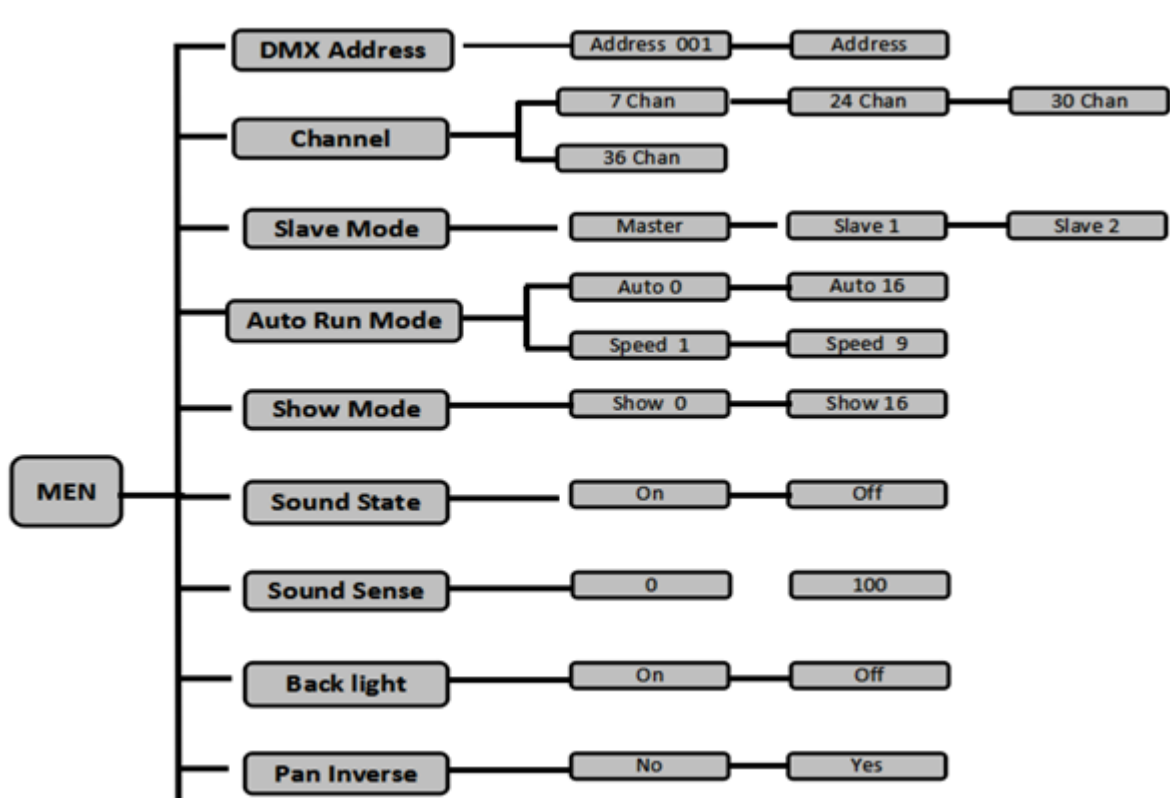 DMX Address Address 001 Address
7 Chan 24 Chan 30 Chan
Channel
36 Chan
Slave Mode Master Slave 1 Slave 2
Auto 0 Auto 16
Auto Run Mode
Speed 1 Speed 9
Show Mode Show 0 Show 16
MEN
Sound State On Off
Sound Sense 0 100
Back light On Off
Pan Inverse No Yes